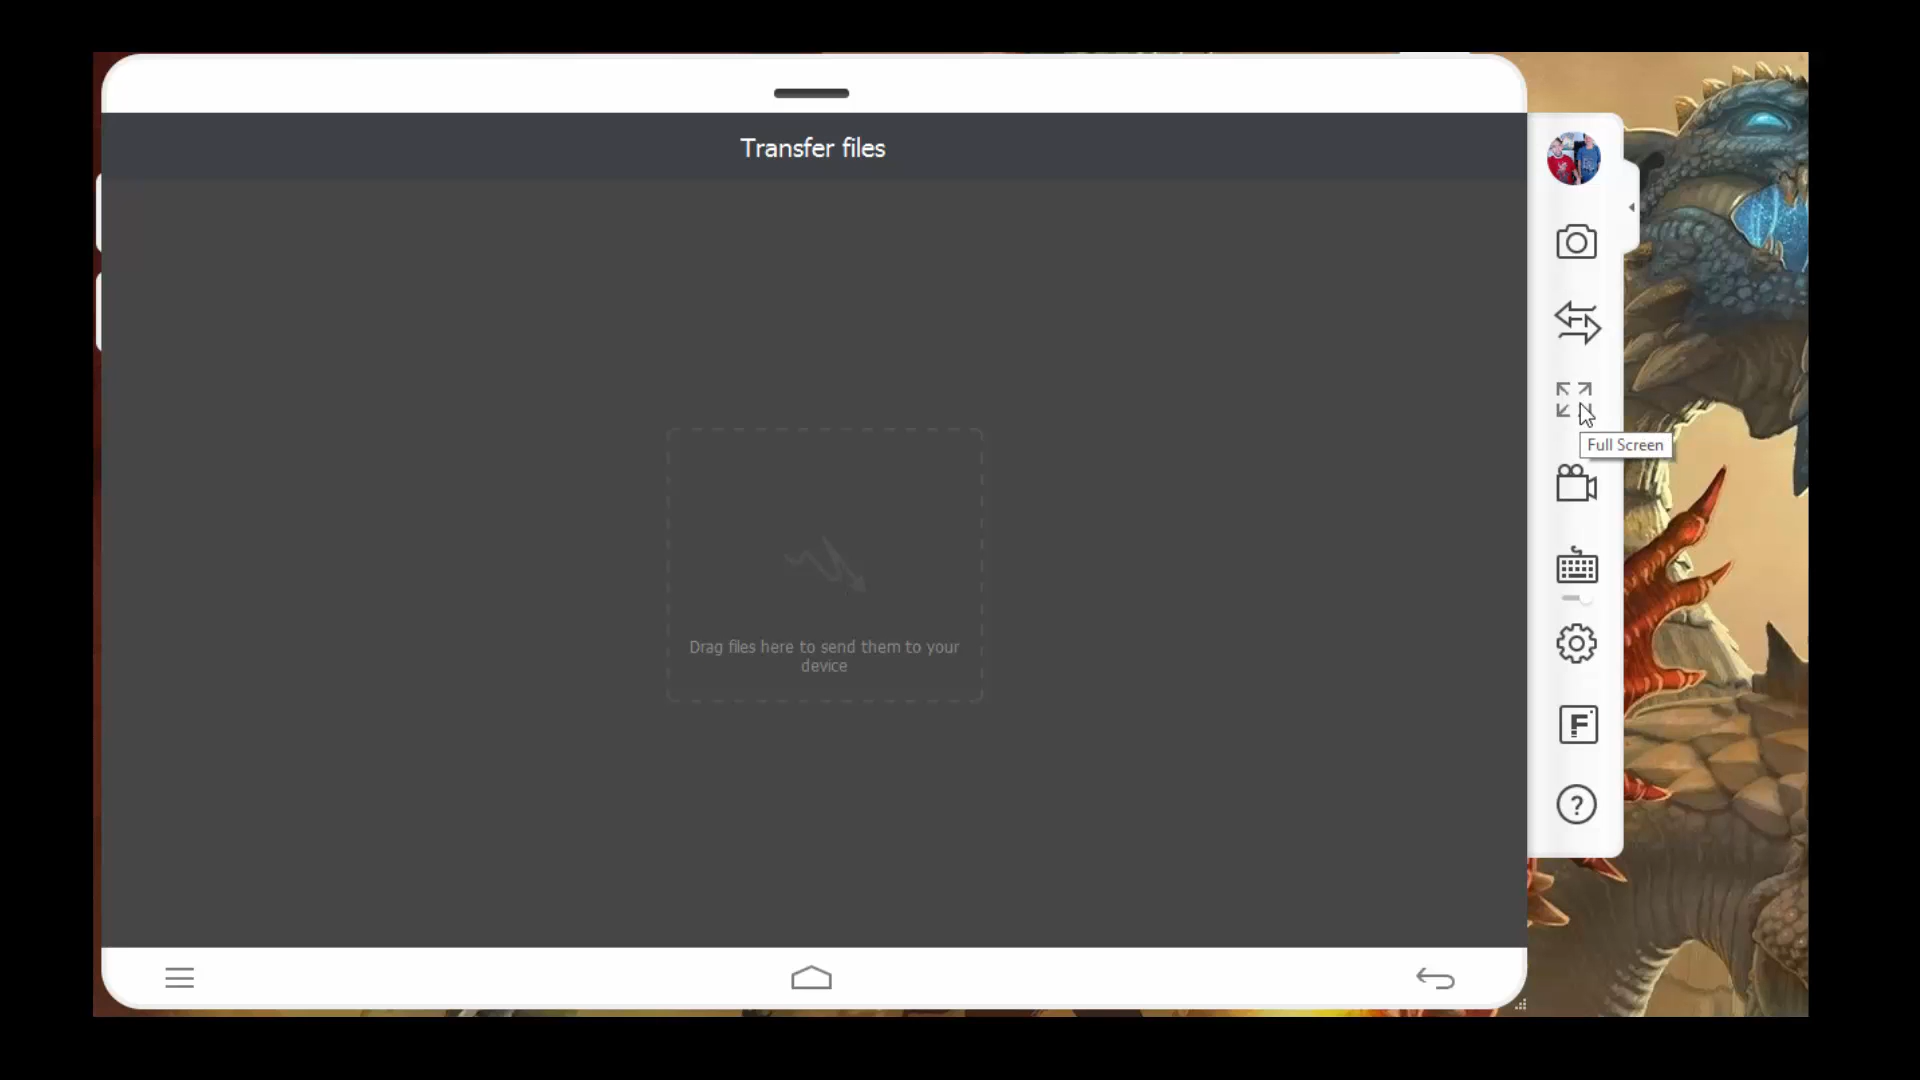 Transfer files
Full Screen
Drag files here to send them to your
device
F
?